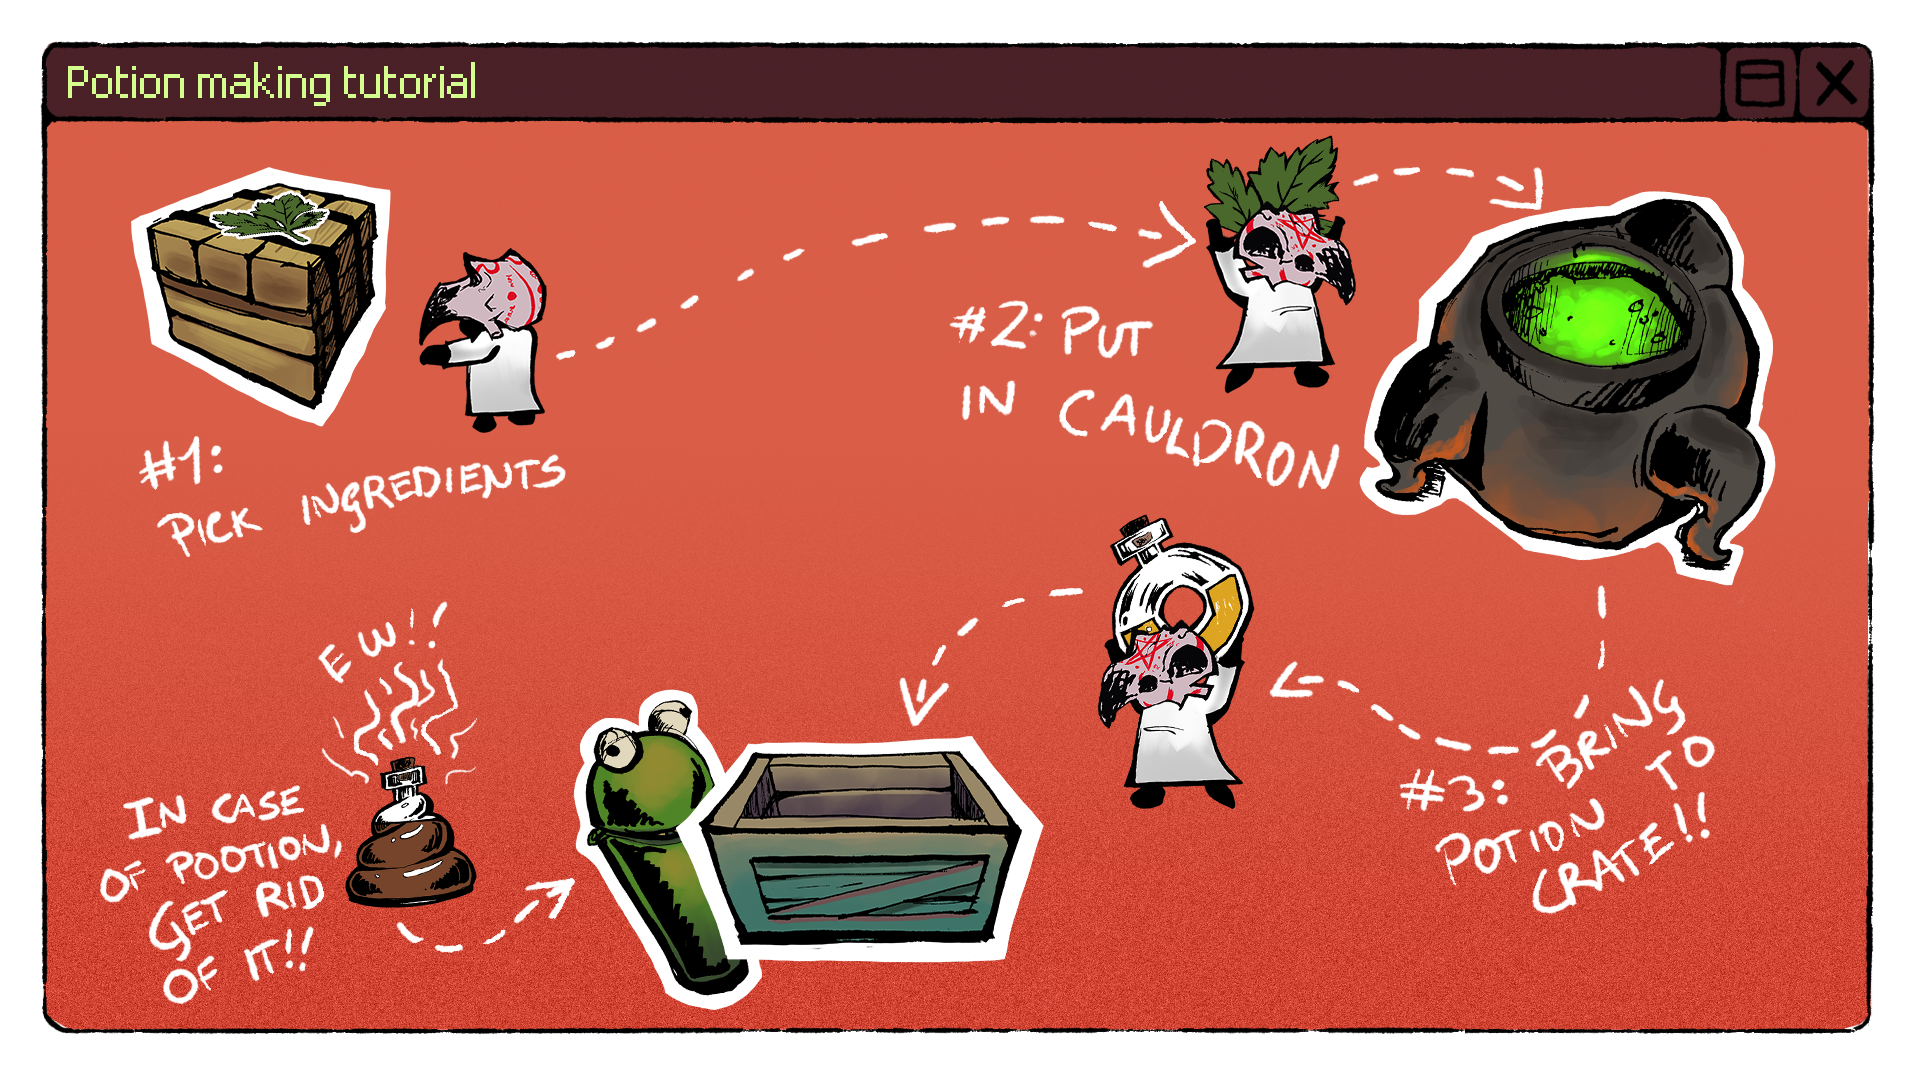 Potion making tutorial
#1:
PICK INGREDIENTS
#2: PUT
IN CAULDRON
#3: BRING
POTION TO
CRATE!!
EW!!
IN CASE
OF POOTION,
GET RID
OF IT!!